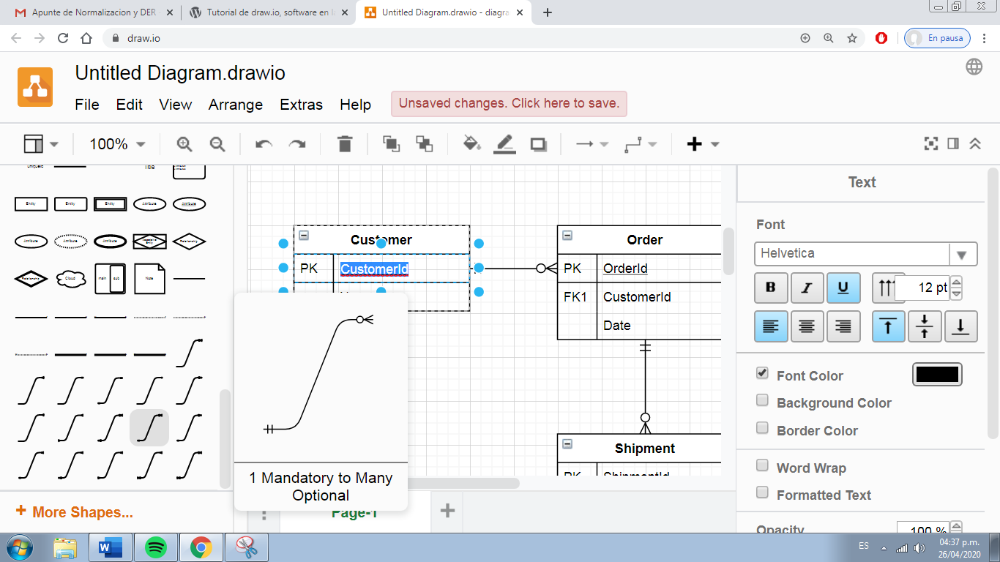 Apunte de Normalizacion y DER
Tutorial de draw.io, software en l
Untitled Diagram.drawio - diagra
draw.io
En pausa
Untitled Diagram.drawio
File Edit View Arrange Extras Help
Unsaved changes. Click here to save.
100%
Title
Entity Entity Entity Attribute Attribute
Attribute Attribute Attribute Associative Entity Relationship
Relationship Cloud main sub Note
+ More Shapes...
Customer
PK CustomerId
Order
PK OrderId
FK1 CustomerId
Date
Shipment
PK ShipmentId
1 Mandatory to Many
Optional
Page-1
Text
Font
Helvetica
B I U 12 pt
Font Color
Background Color
Border Color
Word Wrap
Formatted Text
Opacity 100 %
ES
04:37 p.m.
26/04/2020